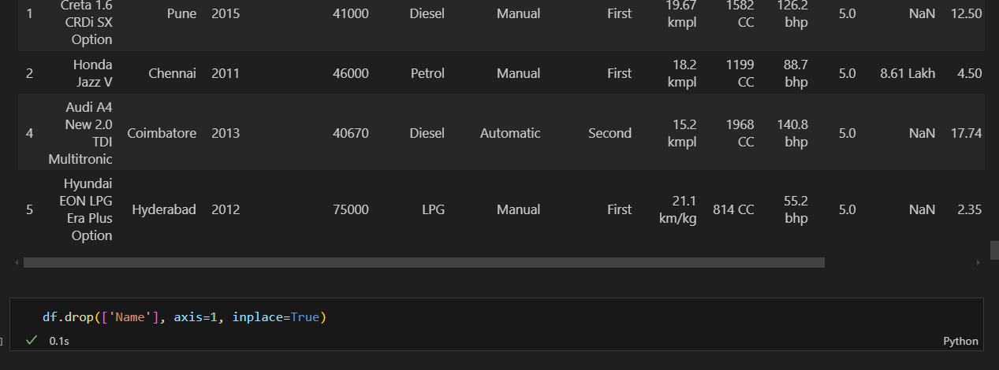 Creta 1.6
1 CRDi SX Option Pune 2015 41000 Diesel Manual First 19.67 kmpl 1582 CC 126.2 bhp 5.0 NaN 12.50
2 Honda Jazz V Chennai 2011 46000 Petrol Manual First 18.2 kmpl 1199 CC 88.7 bhp 5.0 8.61 Lakh 4.50
4 Audi A4 New 2.0 TDI Multitronic Coimbatore 2013 40670 Diesel Automatic Second 15.2 kmpl 1968 CC 140.8 bhp 5.0 NaN 17.74
5 Hyundai EON LPG Era Plus Option Hyderabad 2012 75000 LPG Manual First 21.1 km/kg 814 CC 55.2 bhp 5.0 NaN 2.35
df.drop(['Name'], axis=1, inplace=True)
0.1s
Python